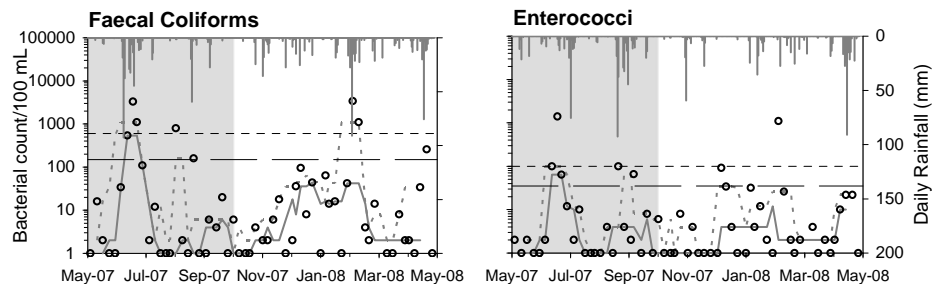 Faecal Coliforms
Enterococci
Bacterial count/100 mL
100000
10000
1000
100
10
1
May-07
Jul-07
Sep-07
Nov-07
Jan-08
Mar-08
May-08
May-07
Jul-07
Sep-07
Nov-07
Jan-08
Mar-08
May-08
0
50
100
150
200
Daily Rainfall (mm)